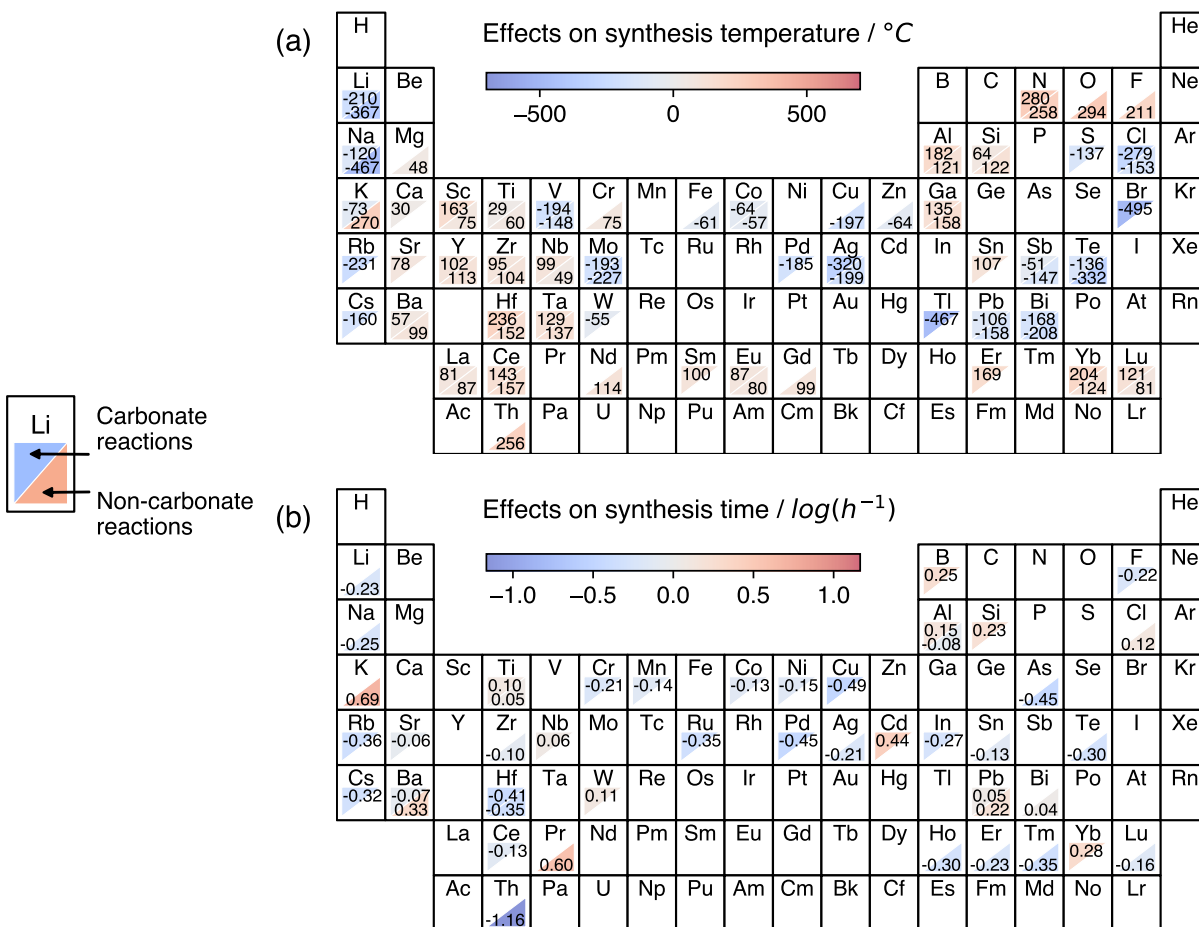 (a)
Effects on synthesis temperature / °C
−500 0 500
H He
Li Be B C N O F Ne
-210 280
-367 258 294 211
Na Mg Al Si P S Cl Ar
-120 182 64 -137 -279
-467 48 121 122 -153
K Ca Sc Ti V Cr Mn Fe Co Ni Cu Zn Ga Ge As Se Br Kr
-73 30 163 29 -194 -64 135 -495
270 75 60 -148 75 -61 -57 -197 -64 158
Rb Sr Y Zr Nb Mo Tc Ru Rh Pd Ag Cd In Sn Sb Te I Xe
-231 78 102 95 99 -193 -185 -320 107 -51 -136
113 104 49 -227 -199 -147 -332
Cs Ba Hf Ta W Re Os Ir Pt Au Hg Tl Pb Bi Po At Rn
-160 57 236 129 -55 -467 -106 -168
99 152 137 -158 -208
La Ce Pr Nd Pm Sm Eu Gd Tb Dy Ho Er Tm Yb Lu
81 143 100 87 169 204 121
87 157 114 80 99 124 81
Ac Th Pa U Np Pu Am Cm Bk Cf Es Fm Md No Lr
256
Li
Carbonate
reactions
Non-carbonate
reactions
(b)
Effects on synthesis time / log(h⁻¹)
−1.0 −0.5 0.0 0.5 1.0
H He
Li Be B C N O F Ne
0.25 -0.22
-0.23
Na Mg Al Si P S Cl Ar
0.15 0.23
-0.25 -0.08 0.12
K Ca Sc Ti V Cr Mn Fe Co Ni Cu Zn Ga Ge As Se Br Kr
0.10 -0.21 -0.14 -0.13 -0.15 -0.49
0.69 0.05 -0.45
Rb Sr Y Zr Nb Mo Tc Ru Rh Pd Ag Cd In Sn Sb Te I Xe
-0.36 -0.06 0.06 -0.35 -0.45 0.44 -0.27
-0.10 -0.21 -0.13 -0.30
Cs Ba Hf Ta W Re Os Ir Pt Au Hg Tl Pb Bi Po At Rn
-0.32 -0.07 -0.41 0.11 0.05
0.33 -0.35 0.22 0.04
La Ce Pr Nd Pm Sm Eu Gd Tb Dy Ho Er Tm Yb Lu
-0.13 0.28
0.60 -0.30 -0.23 -0.35 -0.16
Ac Th Pa U Np Pu Am Cm Bk Cf Es Fm Md No Lr
-1.16